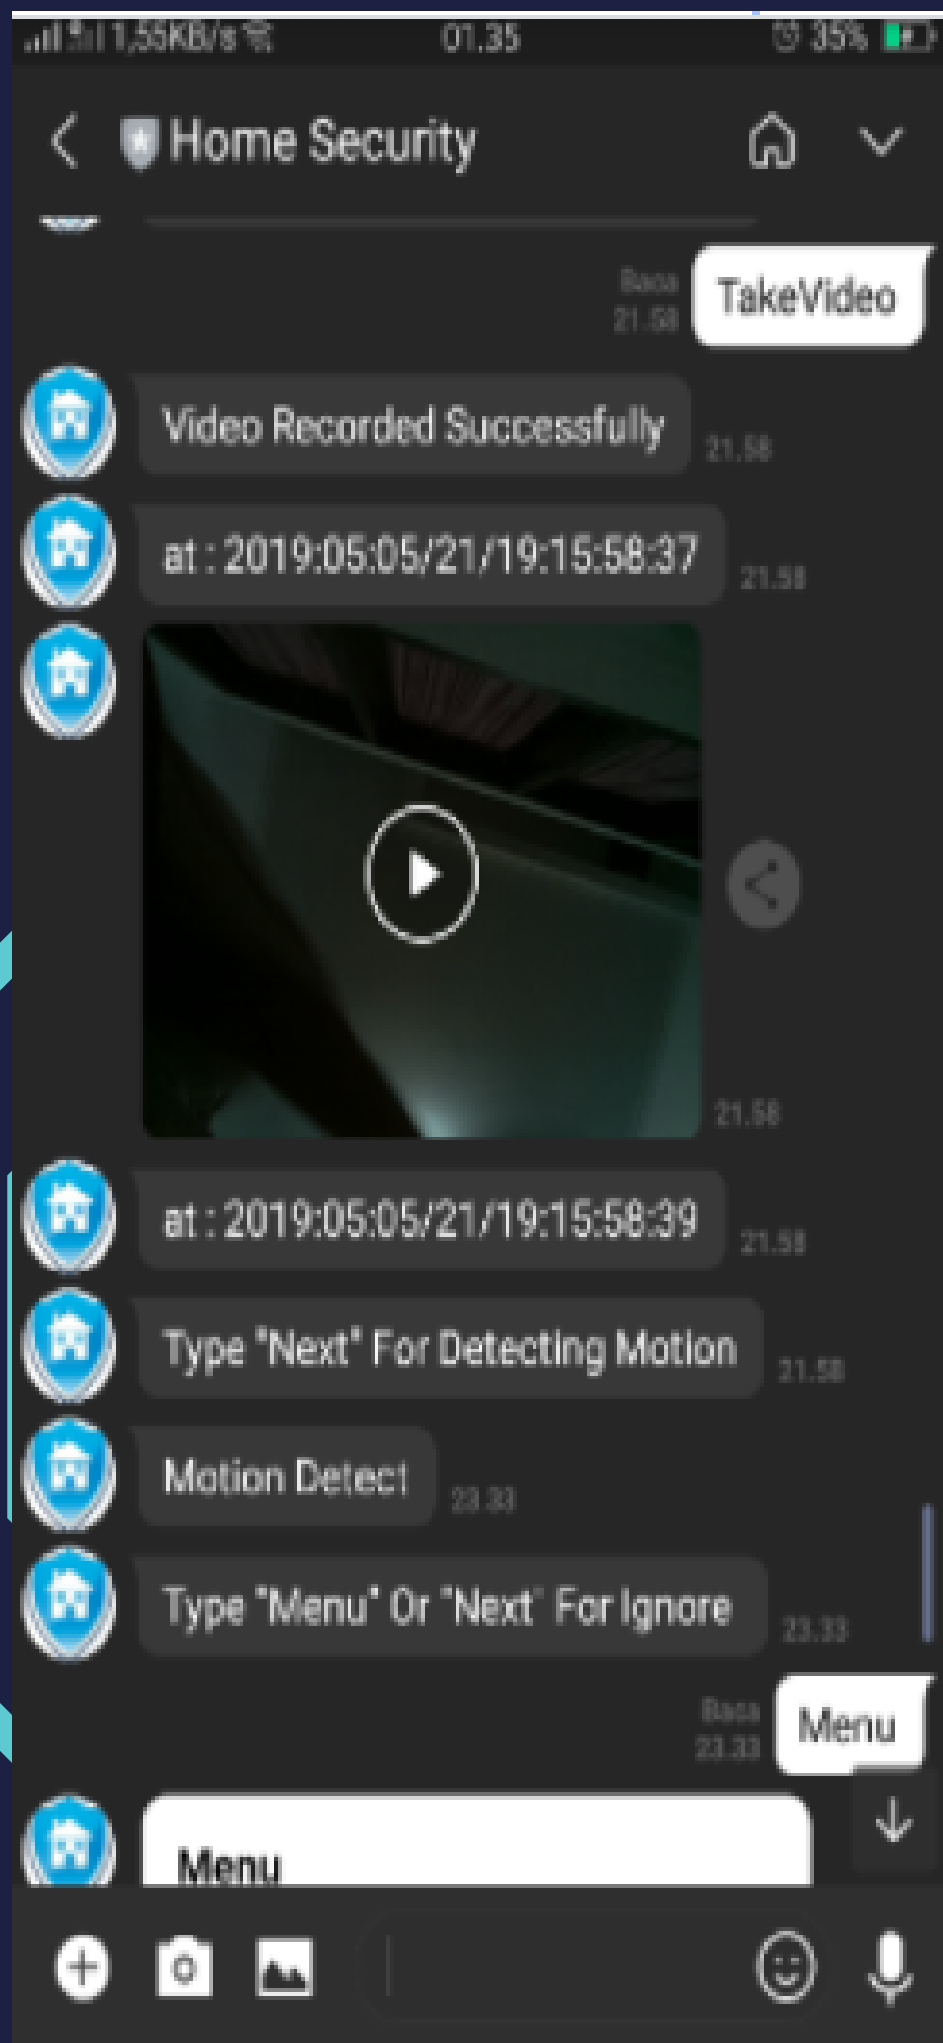 1,55KB/s
01.35
35%
Home Security
Baca
21.58
TakeVideo
Video Recorded Successfully
21.58
at : 2019:05:05/21/19:15:58:37
21.58
21.58
at : 2019:05:05/21/19:15:58:39
21.58
Type "Next" For Detecting Motion
21.58
Motion Detect
23.33
Type "Menu" Or "Next" For Ignore
23.33
Baca
23.33
Menu
Menu